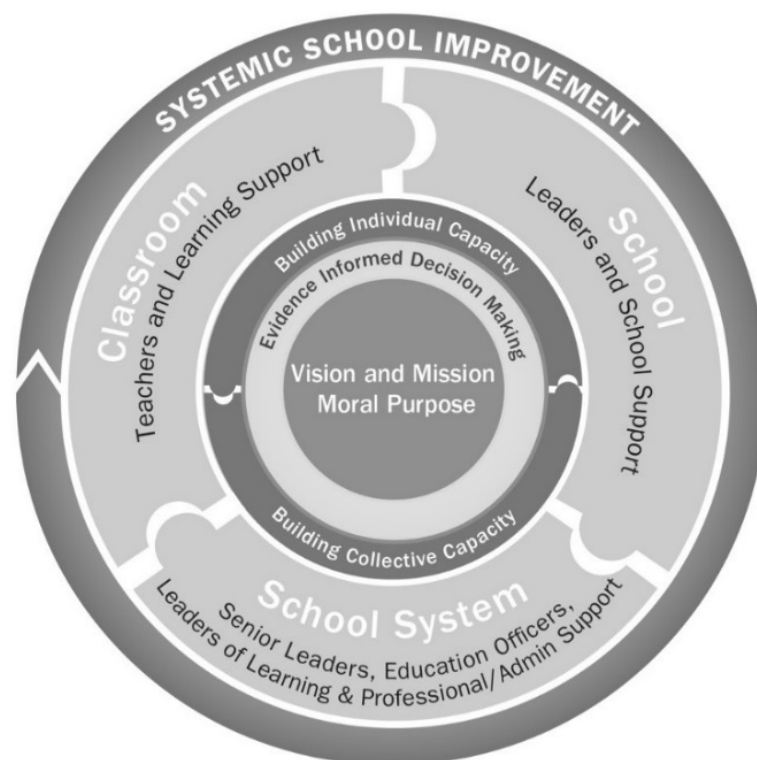 SYSTEMIC SCHOOL IMPROVEMENT
Classroom
Teachers and Learning Support
School
Leaders and School Support
Building Individual Capacity
Evidence Informed Decision Making
Vision and Mission
Moral Purpose
Building Collective Capacity
School System
Senior Leaders, Education Officers,
Leaders of Learning & Professional/Admin Support